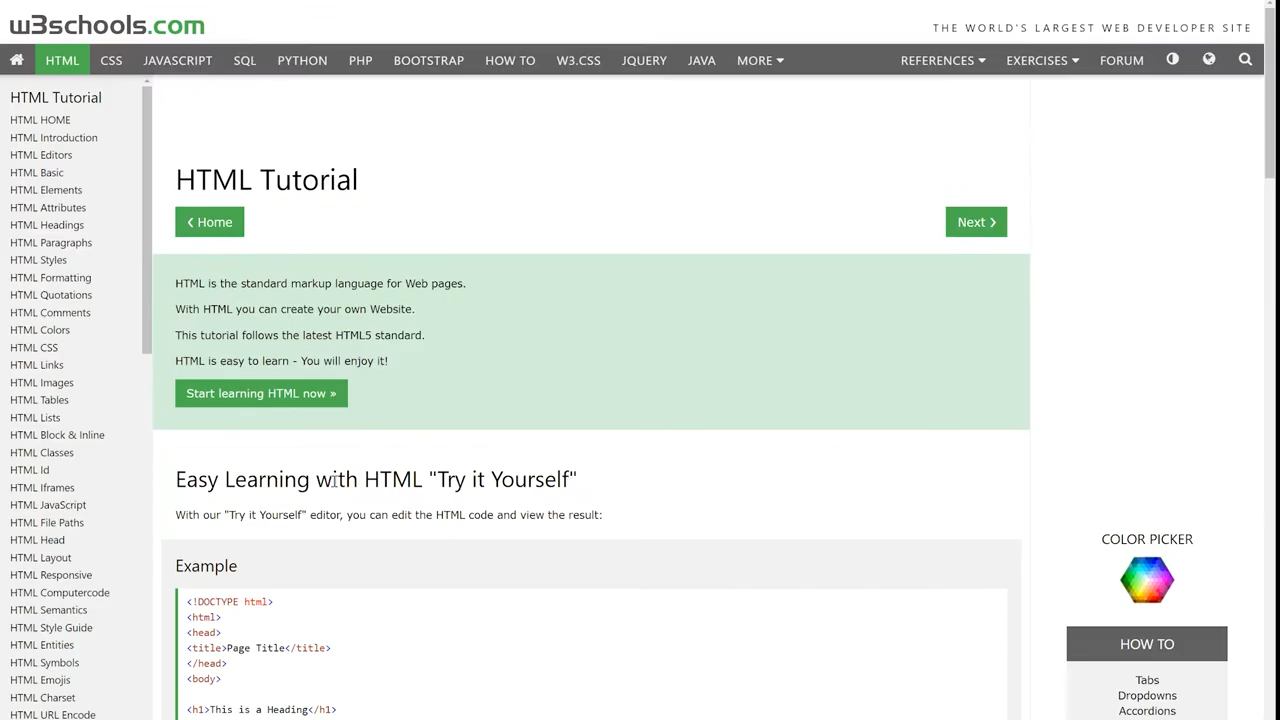 w3schools.com
THE WORLD'S LARGEST WEB DEVELOPER SITE
HTML CSS JAVASCRIPT SQL PYTHON PHP BOOTSTRAP HOW TO W3.CSS JQUERY JAVA MORE REFERENCES EXERCISES FORUM
HTML Tutorial
HTML HOME
HTML Introduction
HTML Editors
HTML Basic
HTML Elements
HTML Attributes
HTML Headings
HTML Paragraphs
HTML Styles
HTML Formatting
HTML Quotations
HTML Comments
HTML Colors
HTML CSS
HTML Links
HTML Images
HTML Tables
HTML Lists
HTML Block & Inline
HTML Classes
HTML Id
HTML Iframes
HTML JavaScript
HTML File Paths
HTML Head
HTML Layout
HTML Responsive
HTML Computercode
HTML Semantics
HTML Style Guide
HTML Entities
HTML Symbols
HTML Emojis
HTML Charset
HTML URL Encode
HTML Tutorial
❮ Home
Next ❯
HTML is the standard markup language for Web pages.
With HTML you can create your own Website.
This tutorial follows the latest HTML5 standard.
HTML is easy to learn - You will enjoy it!
Start learning HTML now »
Easy Learning with HTML "Try it Yourself"
With our "Try it Yourself" editor, you can edit the HTML code and view the result:
Example
<!DOCTYPE html>
<html>
<head>
<title>Page Title</title>
</head>
<body>
<h1>This is a Heading</h1>
COLOR PICKER
HOW TO
Tabs
Dropdowns
Accordions